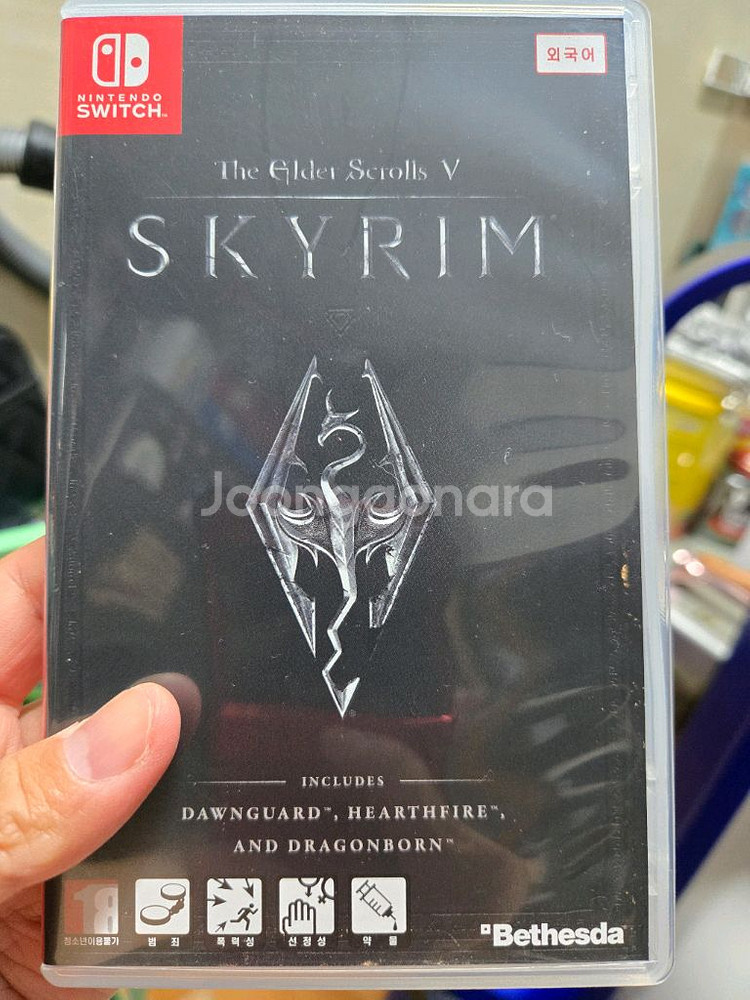 NINTENDO
SWITCH™
외국어
The Elder Scrolls V
SKYRIM
Joonggonara
INCLUDES
DAWNGUARD™, HEARTHFIRE™,
AND DRAGONBORN™
18
청소년이용불가
범죄
폭력성
선정성
약물
Bethesda